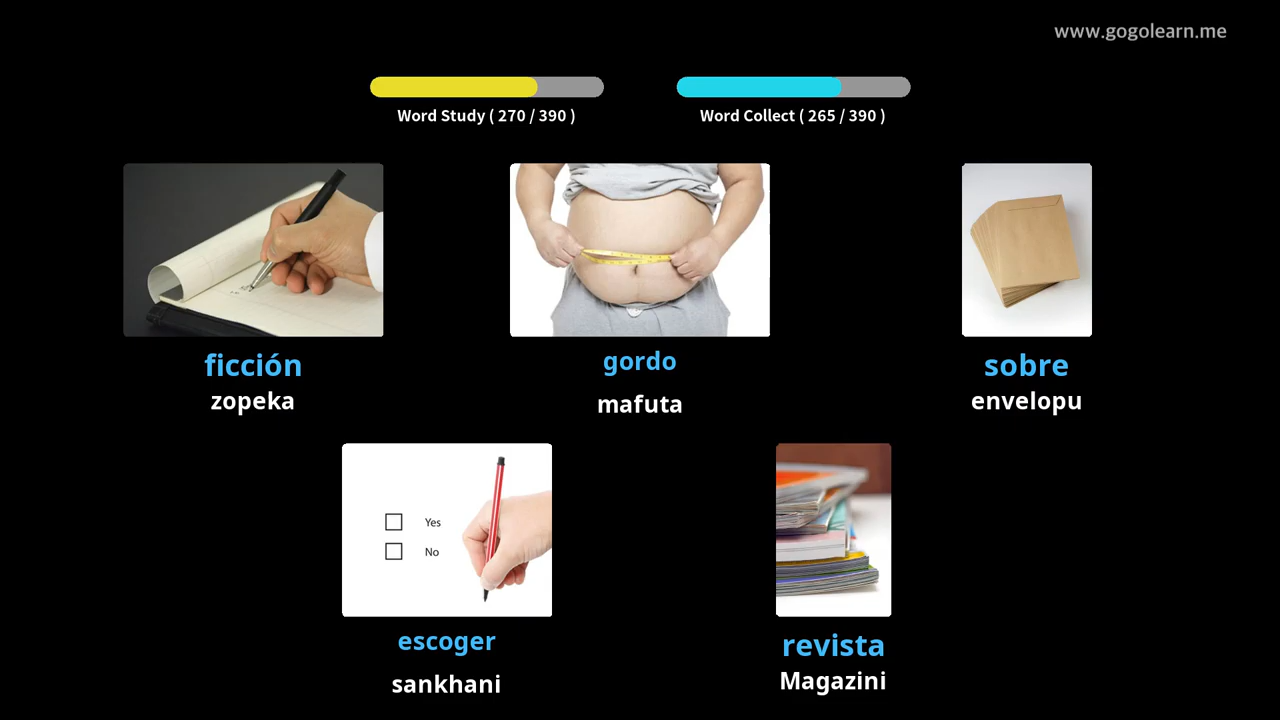 www.gogolearn.me
Word Study ( 270 / 390 )
Word Collect ( 265 / 390 )
ficción
zopeka
gordo
mafuta
sobre
envelopu
Yes
No
escoger
sankhani
revista
Magazini